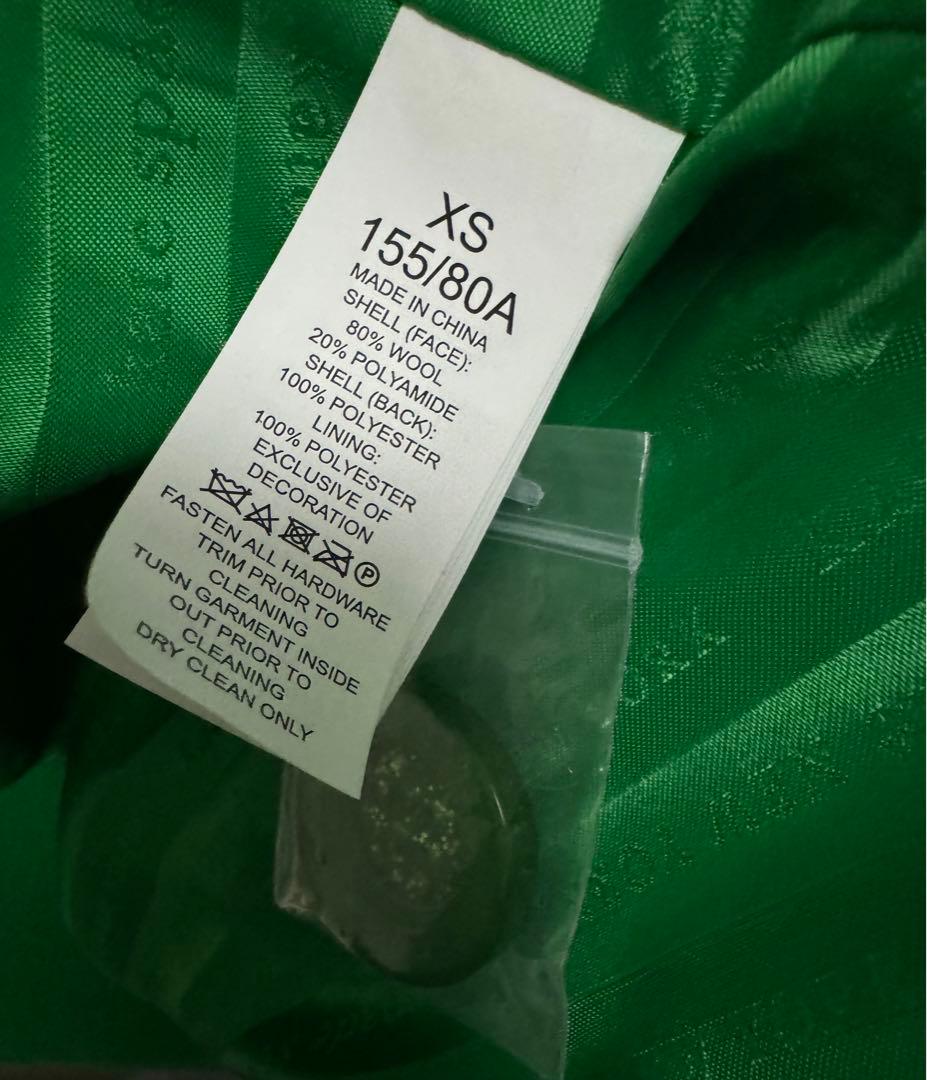 XS
155/80A
MADE IN CHINA
SHELL (FACE):
80% WOOL
20% POLYAMIDE
SHELL (BACK):
100% POLYESTER
LINING:
100% POLYESTER
EXCLUSIVE OF
DECORATION
P
FASTEN ALL HARDWARE
TRIM PRIOR TO
CLEANING
TURN GARMENT INSIDE
OUT PRIOR TO
CLEANING
DRY CLEAN ONLY